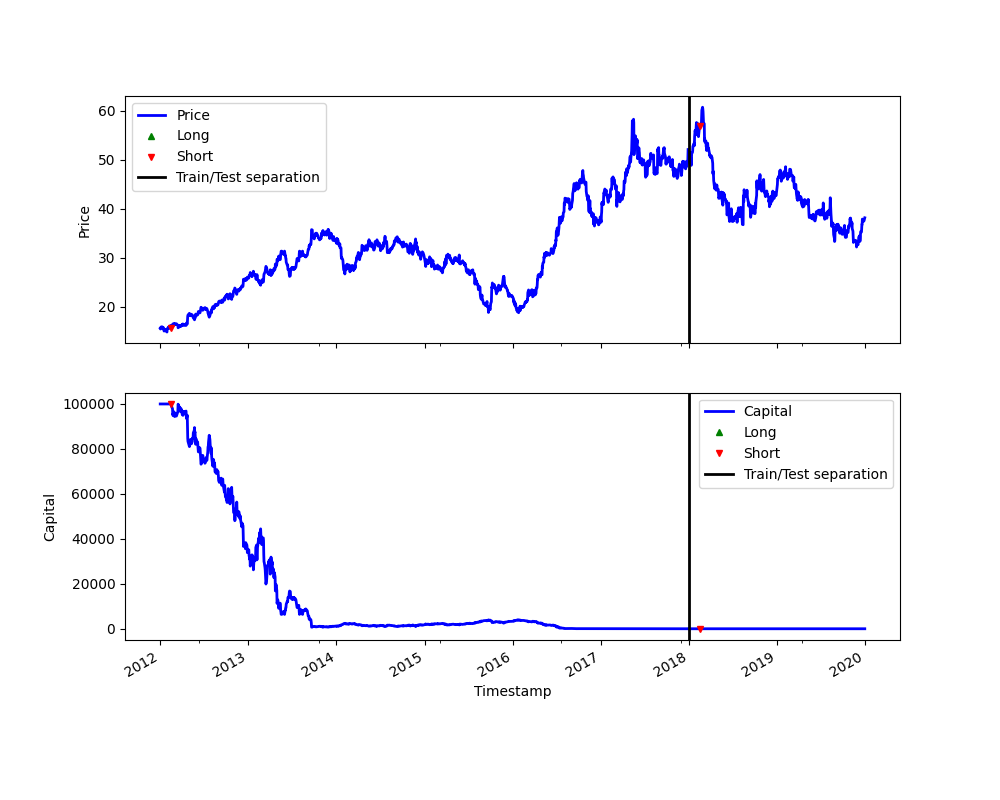 Price
Long
Short
Train/Test separation
60
50
40
30
20
Price
Capital
Long
Short
Train/Test separation
100000
80000
60000
40000
20000
0
Capital
2012
2013
2014
2015
2016
2017
2018
2019
2020
Timestamp